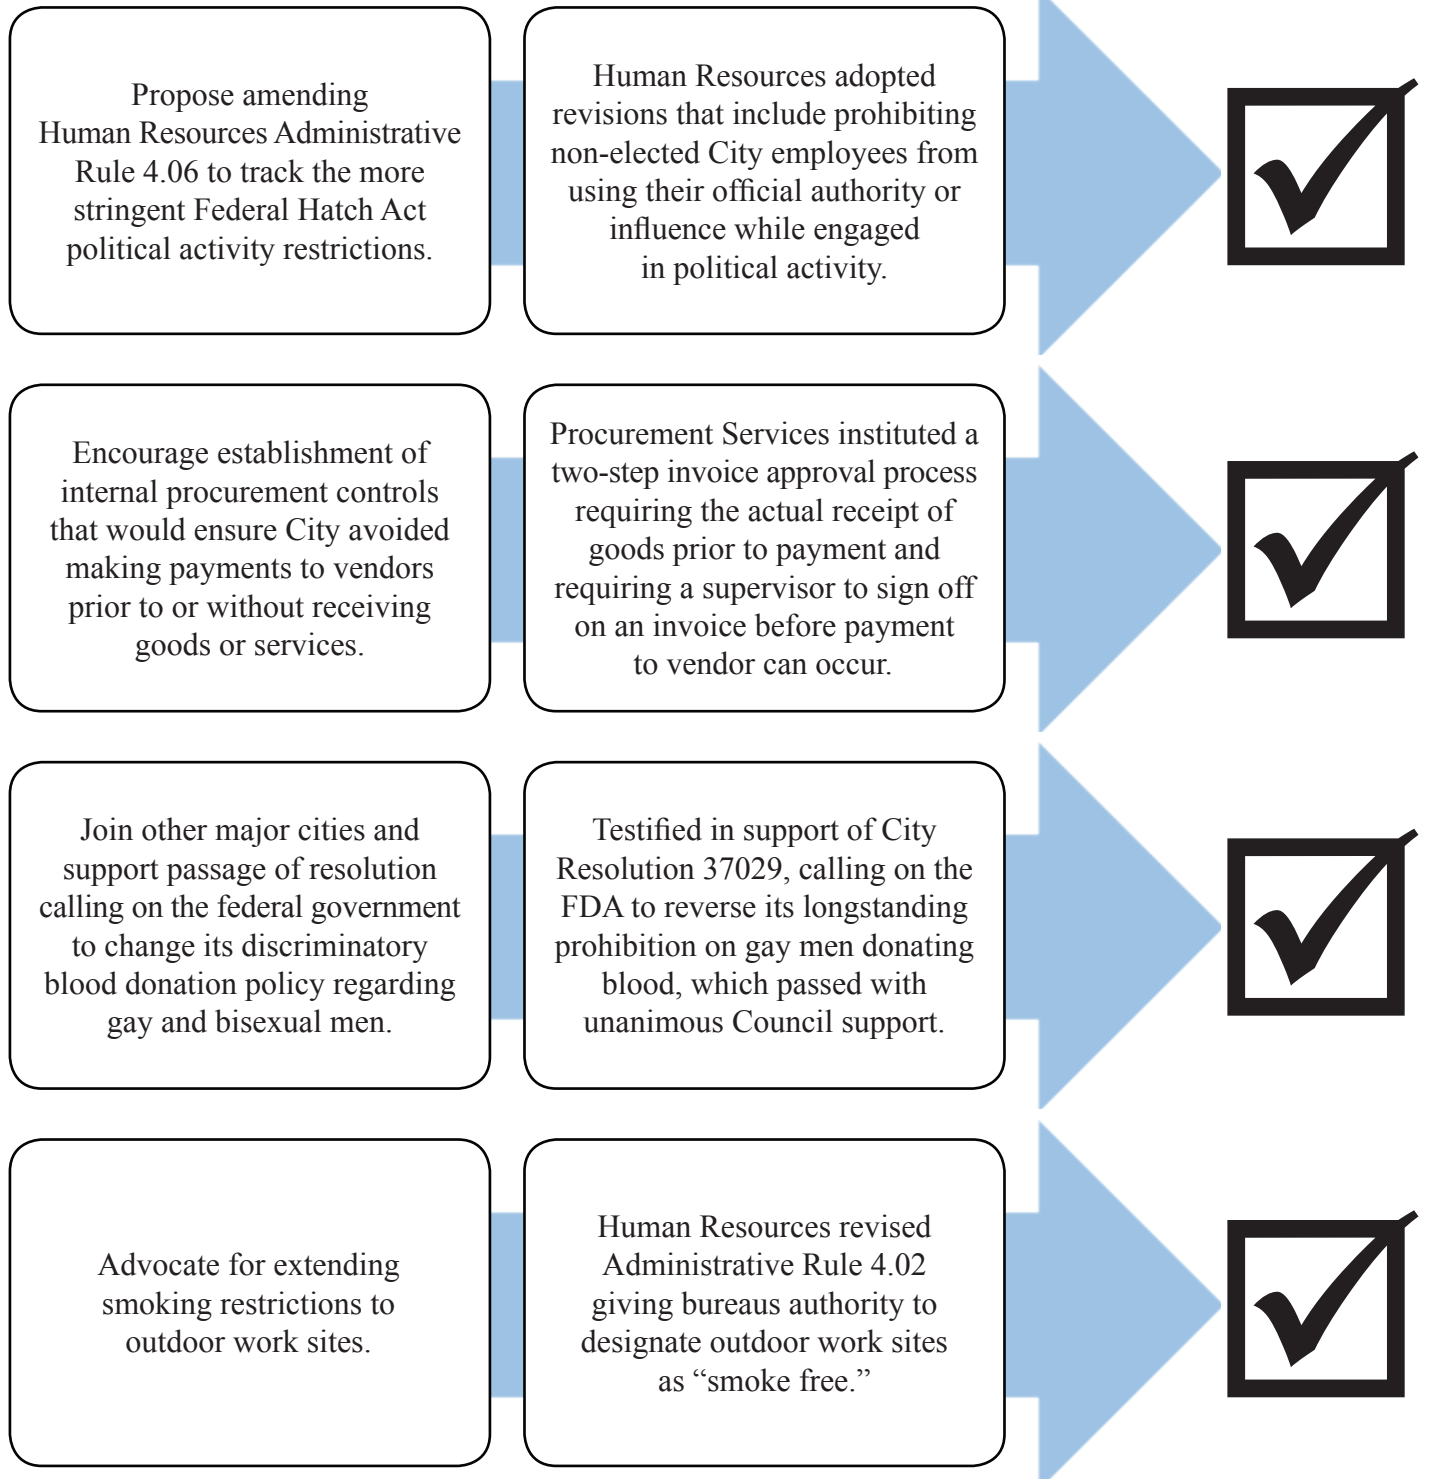 Propose amending
Human Resources Administrative
Rule 4.06 to track the more
stringent Federal Hatch Act
political activity restrictions.
Human Resources adopted
revisions that include prohibiting
non-elected City employees from
using their official authority or
influence while engaged
in political activity.
Encourage establishment of
internal procurement controls
that would ensure City avoided
making payments to vendors
prior to or without receiving
goods or services.
Procurement Services instituted a
two-step invoice approval process
requiring the actual receipt of
goods prior to payment and
requiring a supervisor to sign off
on an invoice before payment
to vendor can occur.
Join other major cities and
support passage of resolution
calling on the federal government
to change its discriminatory
blood donation policy regarding
gay and bisexual men.
Testified in support of City
Resolution 37029, calling on the
FDA to reverse its longstanding
prohibition on gay men donating
blood, which passed with
unanimous Council support.
Advocate for extending
smoking restrictions to
outdoor work sites.
Human Resources revised
Administrative Rule 4.02
giving bureaus authority to
designate outdoor work sites
as “smoke free.”